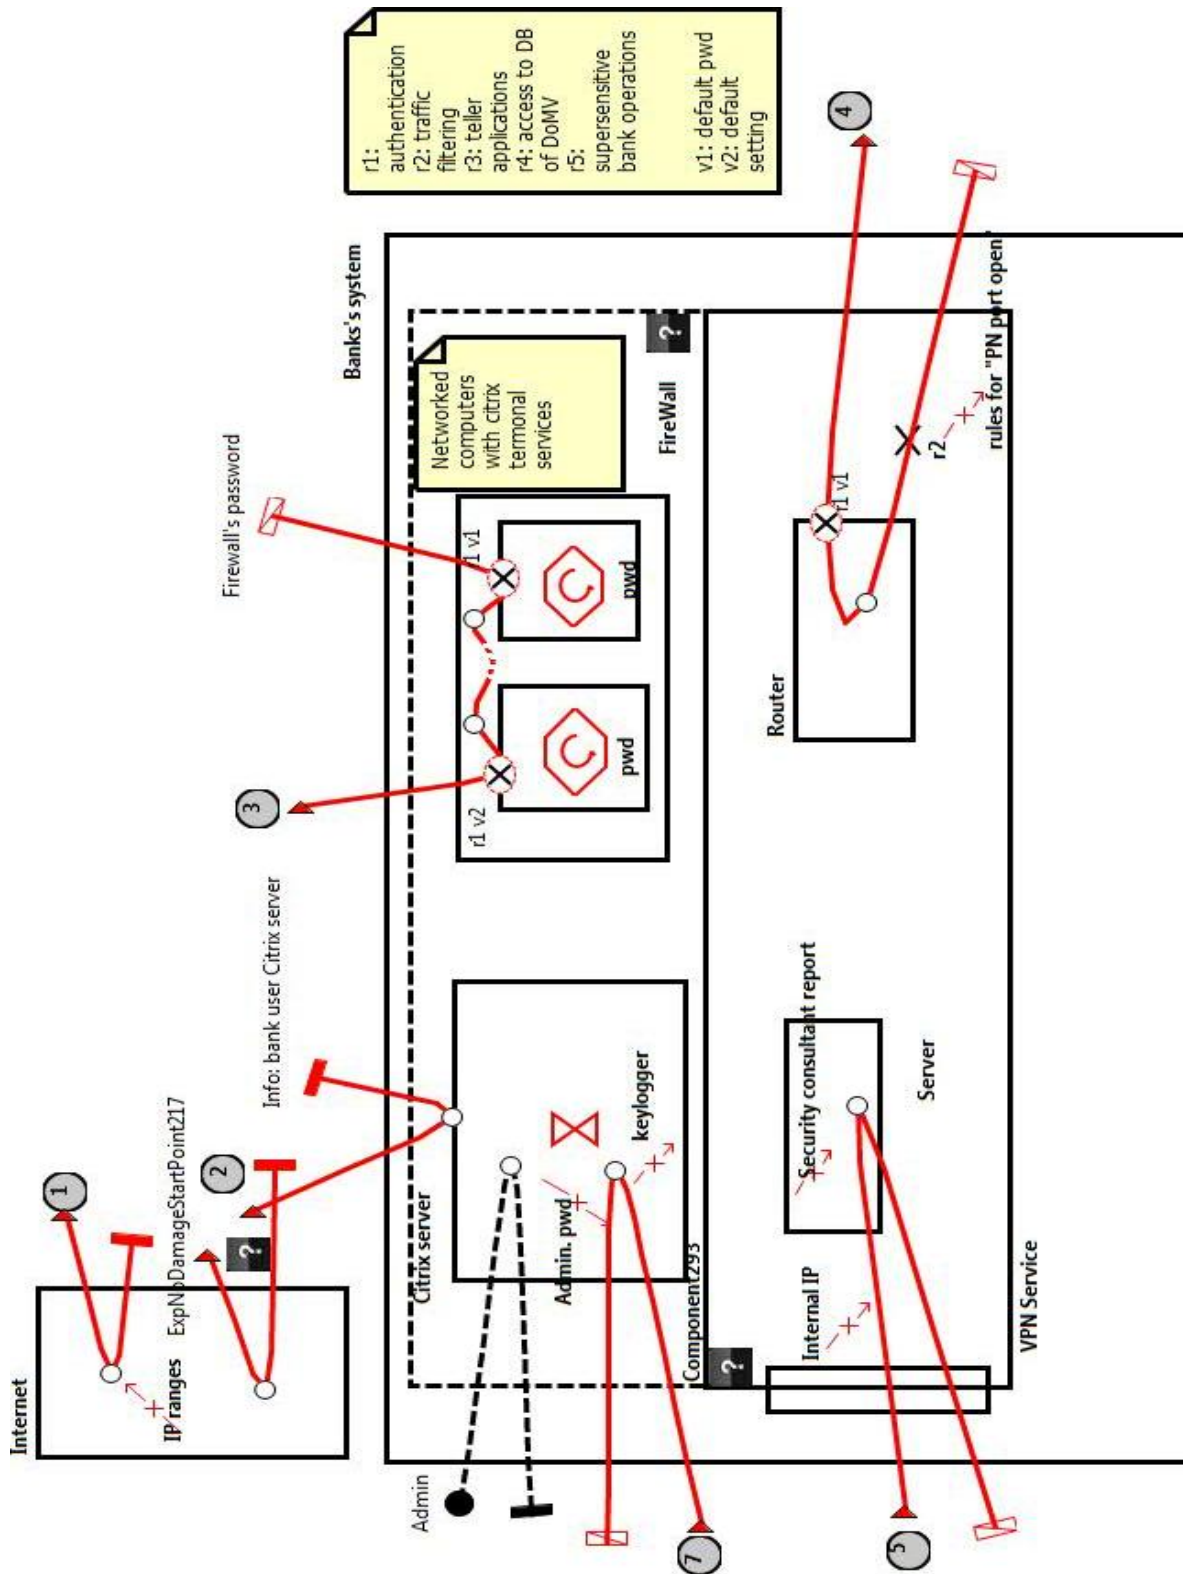 Internet
IP ranges
1
ExpNoDamageStartPoint217
2
?
Info: bank user Citrix server
3
Firewall's password
Banks's system
r1:
authentication
r2: traffic
filtering
r3: teller
applications
r4: access to DB
of DoMV
r5:
supersensitive
bank operations
v1: default pwd
v2: default
setting
Admin
Citrix server
Admin. pwd
keylogger
Component293
r1 v2
pwd
r1 v1
pwd
Networked
computers
with citrix
termonal
services
FireWall
?
?
7
5
Internal IP
Security consultant report
Server
VPN Service
Router
r1 v1
r2
rules for "PN port open"
4